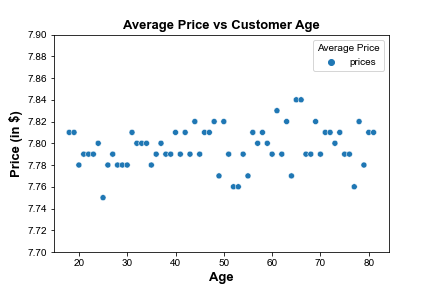 Average Price vs Customer Age
7.90
7.88
7.86
7.84
7.82
7.80
7.78
7.76
7.74
7.72
7.70
Price (in $)
Average Price
prices
20 30 40 50 60 70 80
Age